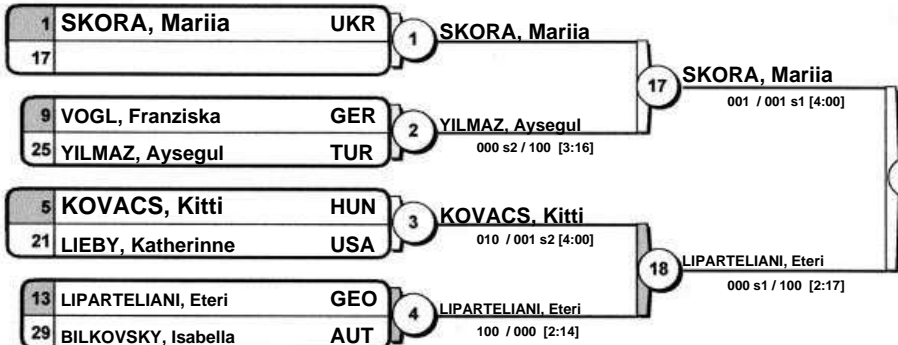 1 SKORA, Mariia UKR
17
1 SKORA, Mariia
9 VOGL, Franziska GER
25 YILMAZ, Aysegul TUR
2 YILMAZ, Aysegul
000 s2 / 100 [3:16]
17 SKORA, Mariia
001 / 001 s1 [4:00]
5 KOVACS, Kitti HUN
21 LIEBY, Katherinne USA
3 KOVACS, Kitti
010 / 001 s2 [4:00]
13 LIPARTELIANI, Eteri GEO
29 BILKOVSKY, Isabella AUT
4 LIPARTELIANI, Eteri
100 / 000 [2:14]
18 LIPARTELIANI, Eteri
000 s1 / 100 [2:17]